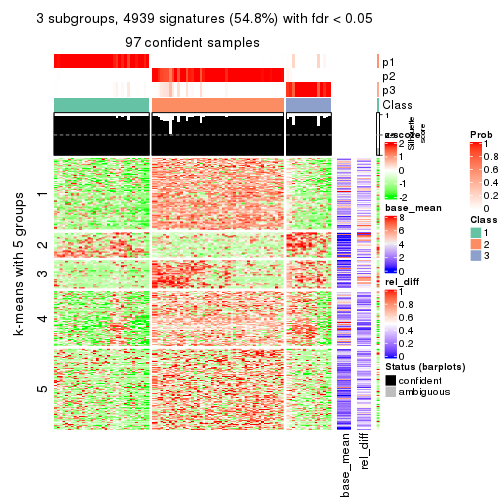 3 subgroups, 4939 signatures (54.8%) with fdr < 0.05
97 confident samples
p1
p2
p3
Class
1
Silhouette
score
z-score
2
1
0
-1
-2
base_mean
8
6
4
2
0
rel_diff
1
0.8
0.6
0.4
0.2
0
Status (barplots)
confident
ambiguous
Prob
1
0.8
0.6
0.4
0.2
0
Class
1
2
3
k-means with 5 groups
1
2
3
4
5
base_mean
rel_diff